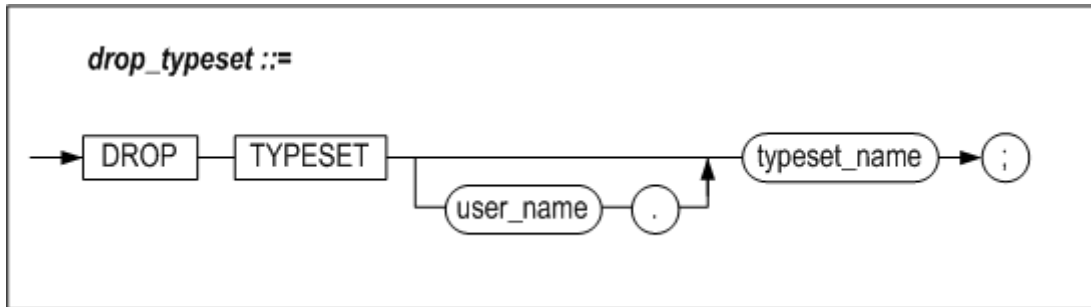 drop_typeset ::=
DROP TYPESET typeset_name ;
user_name .